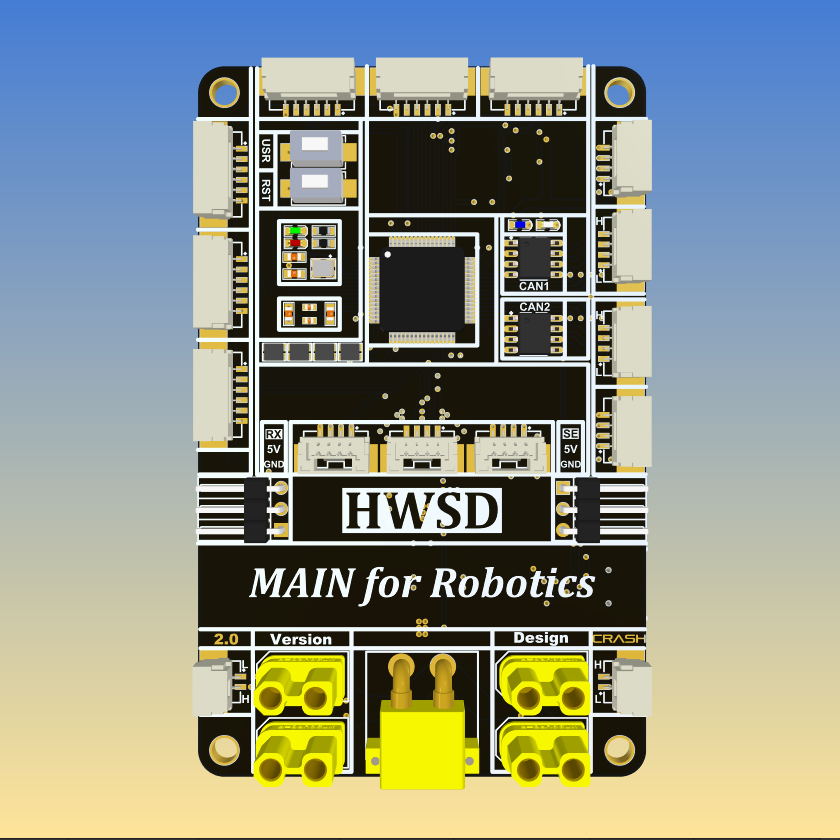 USR
RST
H
CAN1
L
CAN2
H
L
RX
5V
GND
SE
5V
GND
HWSD
MAIN for Robotics
2.0
Version
Design
CRASH
L
H
H
L